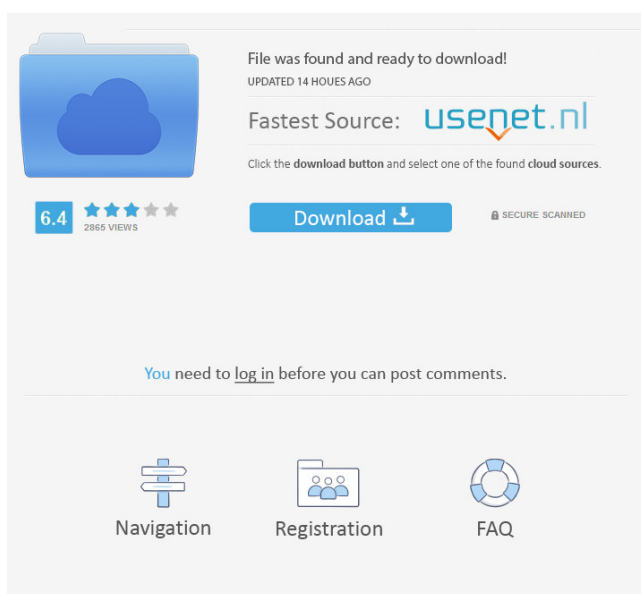 File was found and ready to download!
UPDATED 14 HOUES AGO
Fastest Source: usenet.nl
Click the download button and select one of the found cloud sources.
6.4
2865 VIEWS
Download
SECURE SCANNED
You need to log in before you can post comments.
Navigation
Registration
FAQ